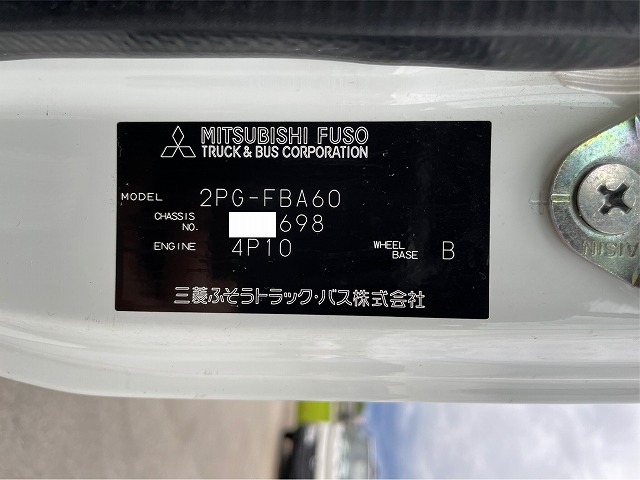 MITSUBISHI FUSO
TRUCK & BUS CORPORATION
MODEL 2PG-FBA60
CHASSIS NO. 698
ENGINE 4P10 WHEEL BASE B
三菱ふそうトラック・バス株式会社
AISIN